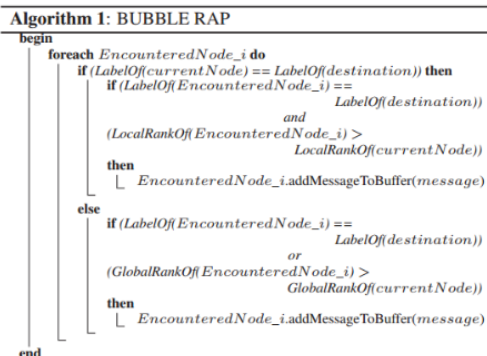 Algorithm 1: BUBBLE RAP
begin
foreach EncounteredNode_i do
if (LabelOf(currentNode) == LabelOf(destination)) then
if (LabelOf(EncounteredNode_i) ==
LabelOf(destination))
and
(LocalRankOf(EncounteredNode_i) >
LocalRankOf(currentNode))
then
EncounteredNode_i.addMessageToBuffer(message)
else
if (LabelOf(EncounteredNode_i) ==
LabelOf(destination))
or
(GlobalRankOf(EncounteredNode_i) >
GlobalRankOf(currentNode))
then
EncounteredNode_i.addMessageToBuffer(message)
end